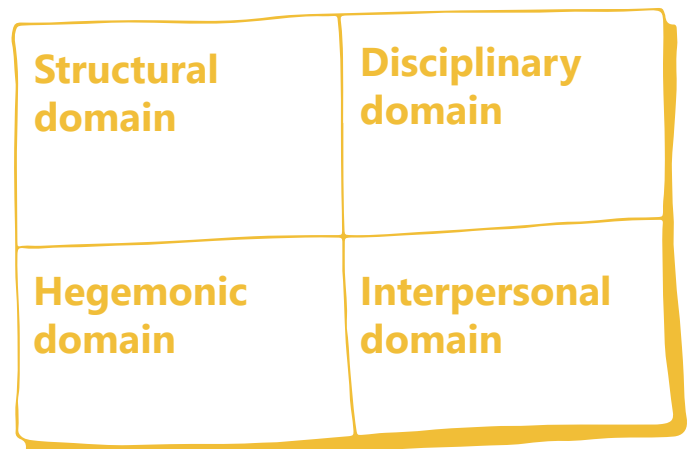 Structural
domain
Disciplinary
domain
Hegemonic
domain
Interpersonal
domain